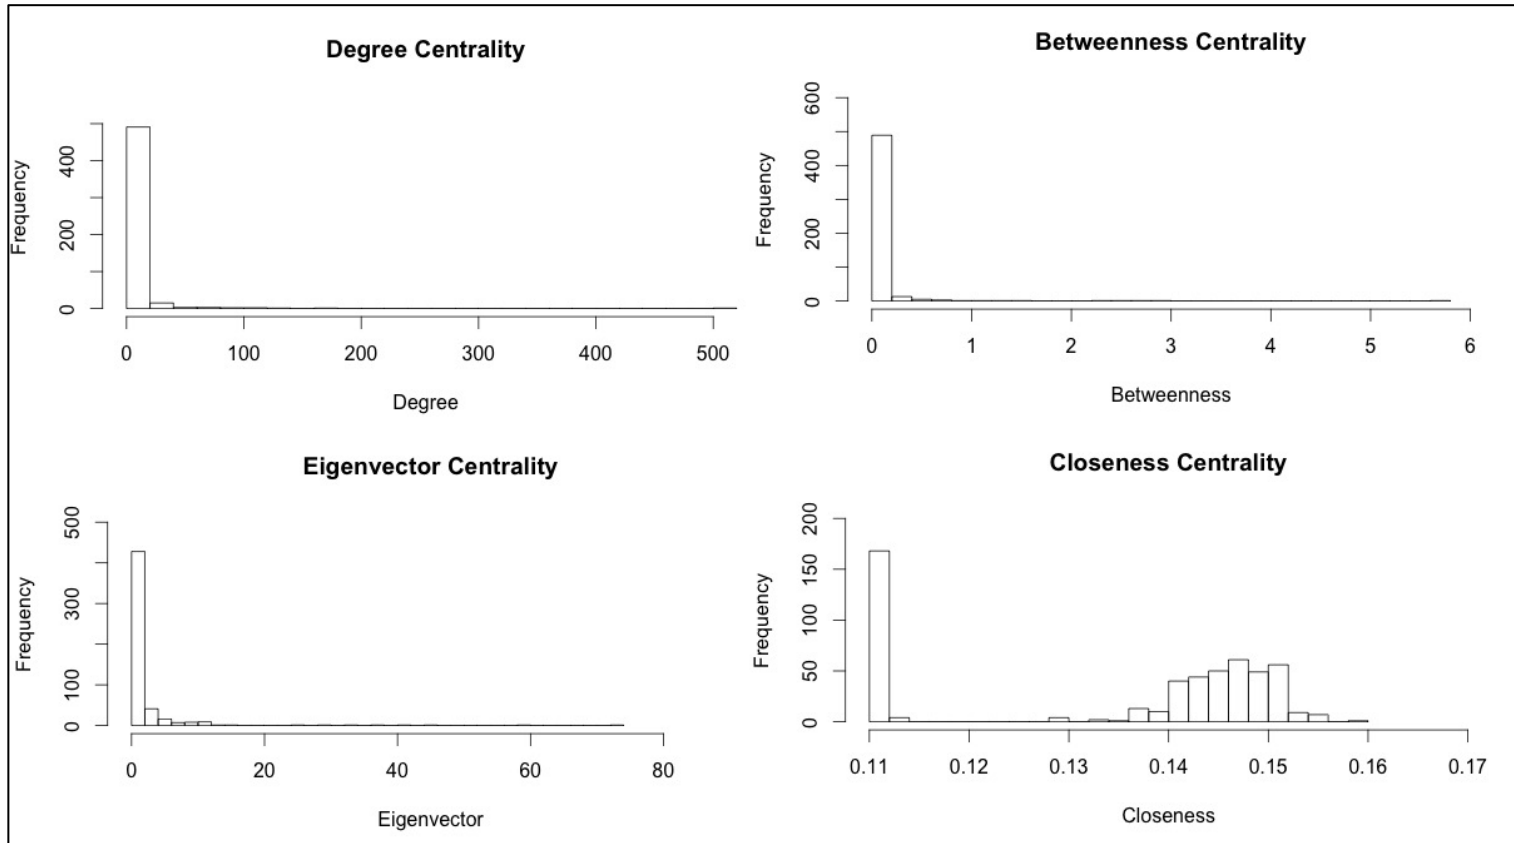 Degree Centrality
Frequency
0 200 400
0 100 200 300 400 500
Degree
Betweenness Centrality
Frequency
0 200 400 600
0 1 2 3 4 5 6
Betweenness
Eigenvector Centrality
Frequency
0 100 300 500
0 20 40 60 80
Eigenvector
Closeness Centrality
Frequency
0 50 100 150 200
0.11 0.12 0.13 0.14 0.15 0.16 0.17
Closeness